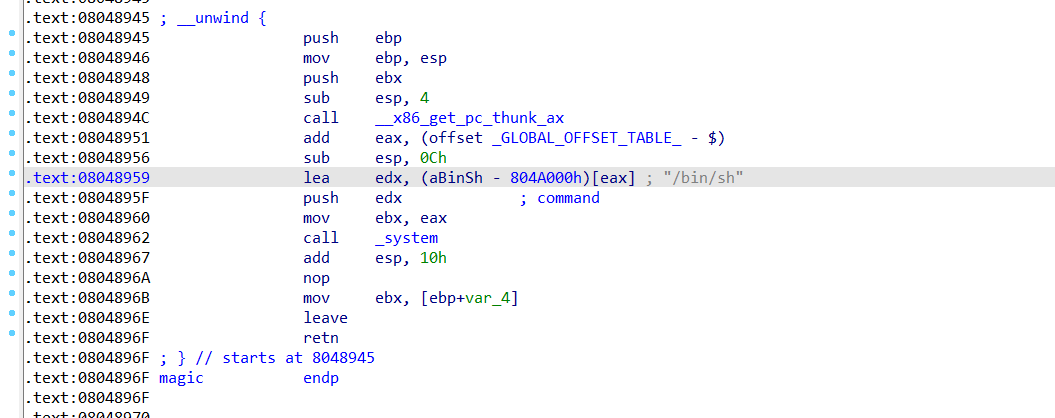 .text:08048945
.text:08048945 ; __unwind {
.text:08048945 push ebp
.text:08048946 mov ebp, esp
.text:08048948 push ebx
.text:08048949 sub esp, 4
.text:0804894C call __x86_get_pc_thunk_ax
.text:08048951 add eax, (offset _GLOBAL_OFFSET_TABLE_ - $)
.text:08048956 sub esp, 0Ch
.text:08048959 lea edx, (aBinSh - 804A000h)[eax] ; "/bin/sh"
.text:0804895F push edx ; command
.text:08048960 mov ebx, eax
.text:08048962 call _system
.text:08048967 add esp, 10h
.text:0804896A nop
.text:0804896B mov ebx, [ebp+var_4]
.text:0804896E leave
.text:0804896F retn
.text:0804896F ; } // starts at 8048945
.text:0804896F magic endp
.text:0804896F
.text:08048970